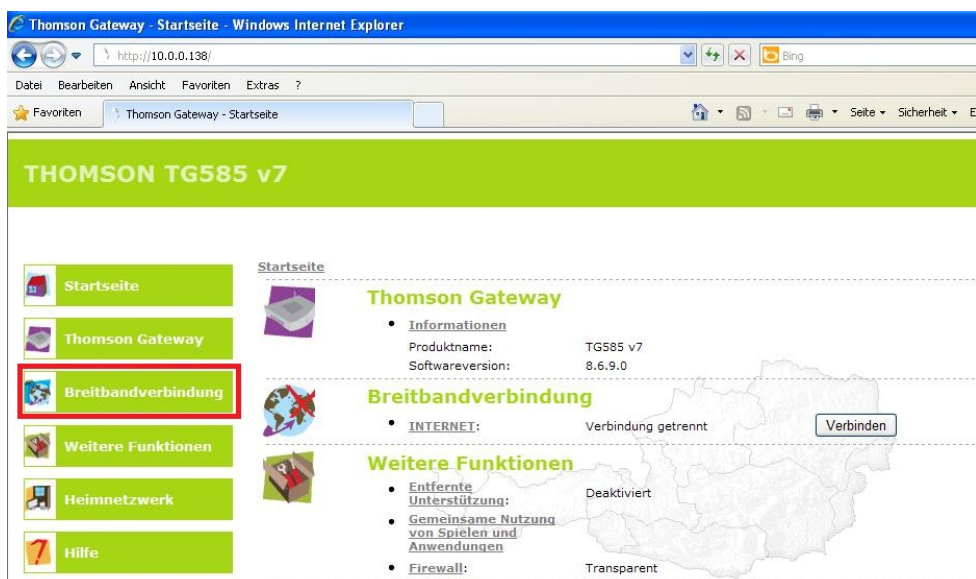 Thomson Gateway - Startseite - Windows Internet Explorer
http://10.0.0.138/
Bing
Datei Bearbeiten Ansicht Favoriten Extras ?
Favoriten Thomson Gateway - Startseite Seite Sicherheit E
THOMSON TG585 v7
Startseite
Thomson Gateway
Breitbandverbindung
Weitere Funktionen
Heimnetzwerk
Hilfe
Startseite
Thomson Gateway
Informationen
Produktname: TG585 v7
Softwareversion: 8.6.9.0
Breitbandverbindung
INTERNET: Verbindung getrennt Verbinden
Weitere Funktionen
Entfernte
Unterstützung: Deaktiviert
Gemeinsame Nutzung
von Spielen und
Anwendungen
Firewall: Transparent